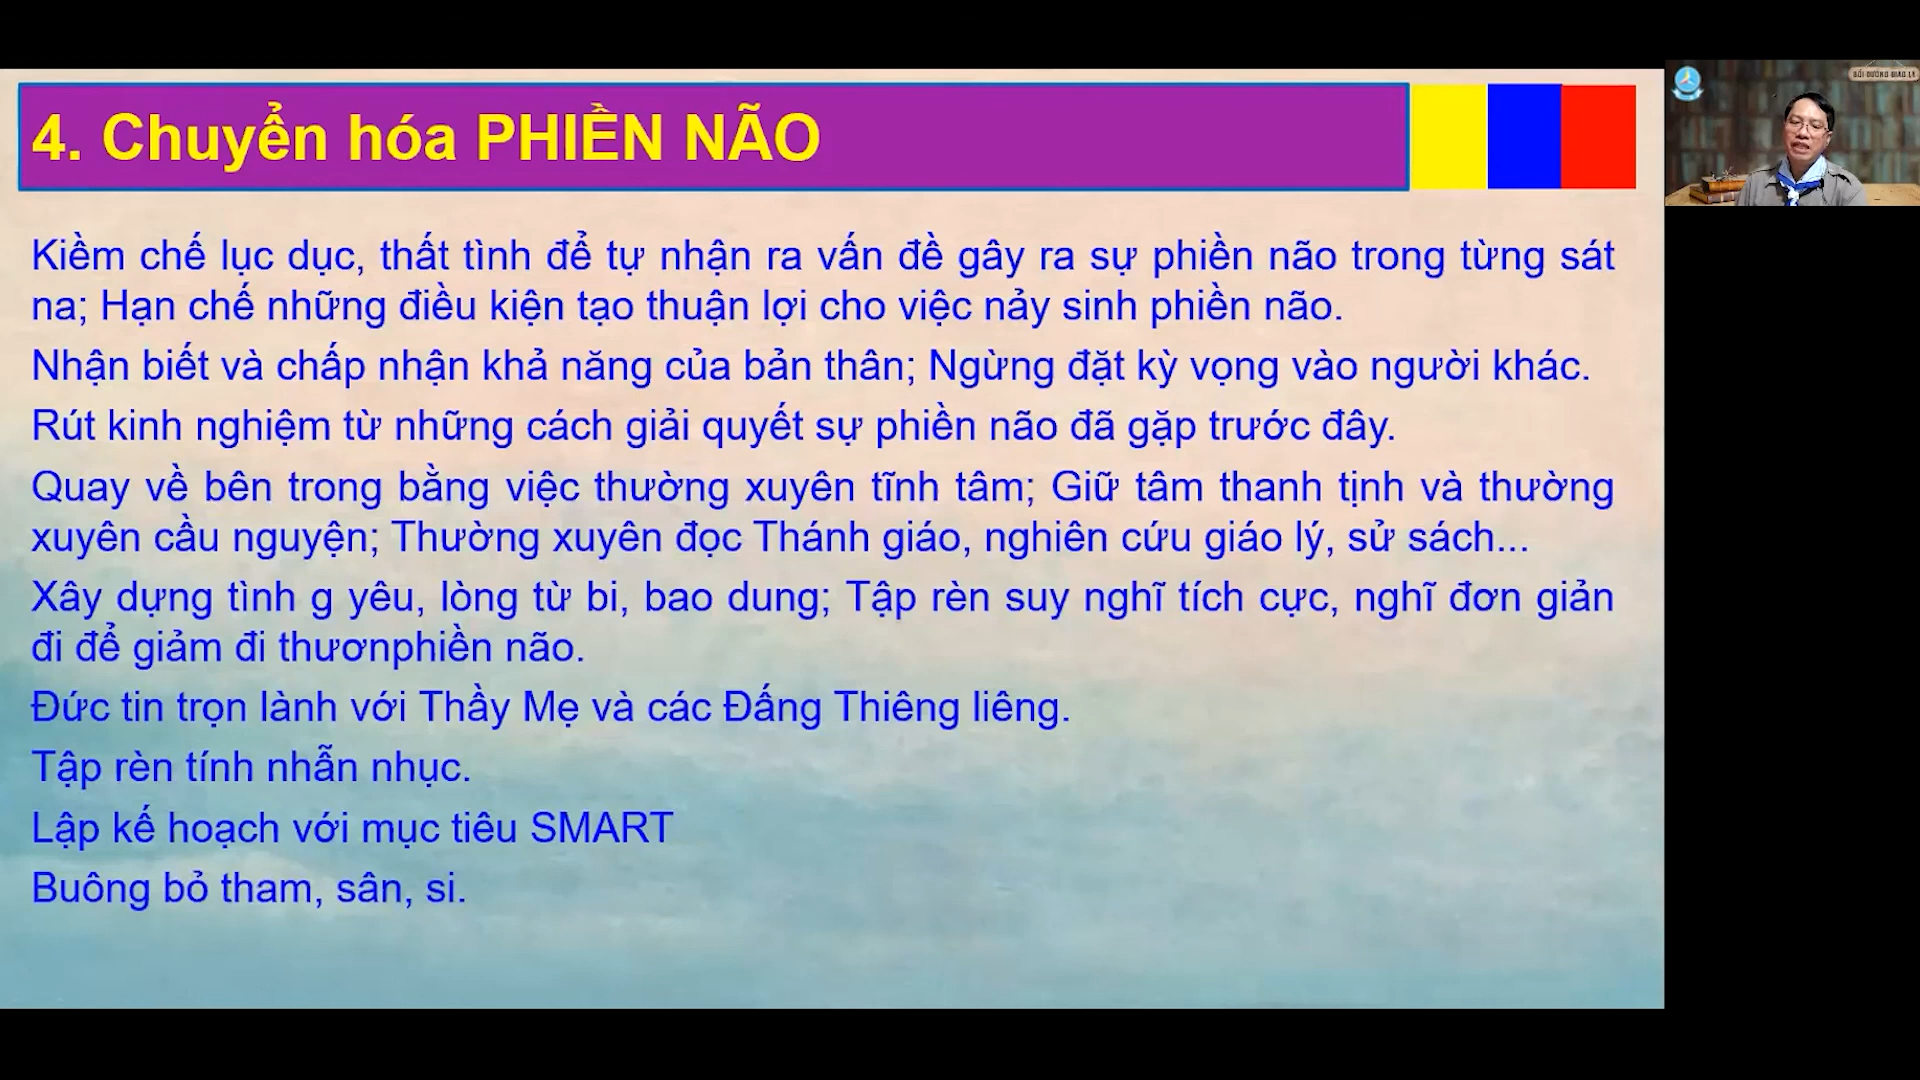 4. Chuyển hóa PHIỀN NÃO
BỒI DƯỠNG GIÁO LÝ
Kiềm chế lục dục, thất tình để tự nhận ra vấn đề gây ra sự phiền não trong từng sát
na; Hạn chế những điều kiện tạo thuận lợi cho việc nảy sinh phiền não.
Nhận biết và chấp nhận khả năng của bản thân; Ngừng đặt kỳ vọng vào người khác.
Rút kinh nghiệm từ những cách giải quyết sự phiền não đã gặp trước đây.
Quay về bên trong bằng việc thường xuyên tĩnh tâm; Giữ tâm thanh tịnh và thường
xuyên cầu nguyện; Thường xuyên đọc Thánh giáo, nghiên cứu giáo lý, sử sách...
Xây dựng tình g yêu, lòng từ bi, bao dung; Tập rèn suy nghĩ tích cực, nghĩ đơn giản
đi để giảm đi thươnphiền não.
Đức tin trọn lành với Thầy Mẹ và các Đấng Thiêng liêng.
Tập rèn tính nhẫn nhục.
Lập kế hoạch với mục tiêu SMART
Buông bỏ tham, sân, si.